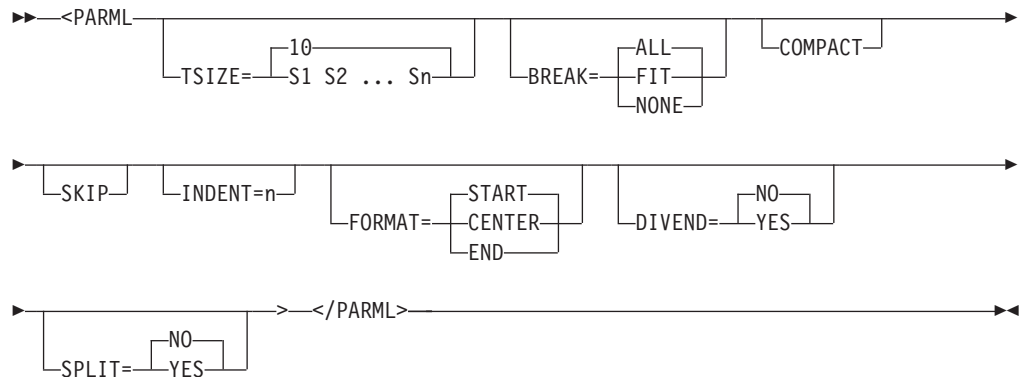 <PARML
TSIZE= 10
S1 S2 ... Sn
BREAK= ALL
FIT
NONE
COMPACT
SKIP
INDENT=n
FORMAT= START
CENTER
END
DIVEND= NO
YES
> </PARML>
SPLIT= NO
YES